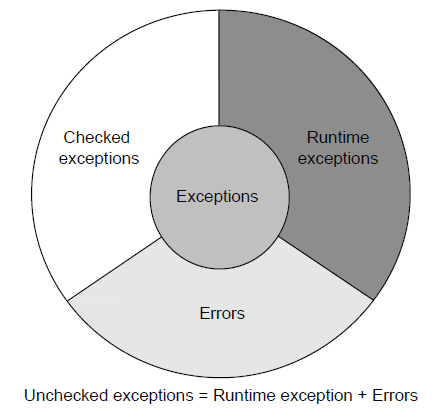 Checked
exceptions
Runtime
exceptions
Exceptions
Errors
Unchecked exceptions = Runtime exception + Errors